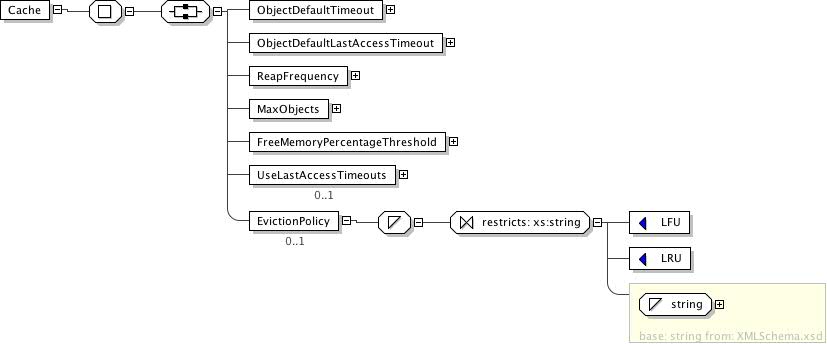 Cache
ObjectDefaultTimeout
ObjectDefaultLastAccessTimeout
ReapFrequency
MaxObjects
FreeMemoryPercentageThreshold
UseLastAccessTimeouts
0..1
EvictionPolicy
0..1
restricts: xs:string
LFU
LRU
string
base: string from: XMLSchema.xsd